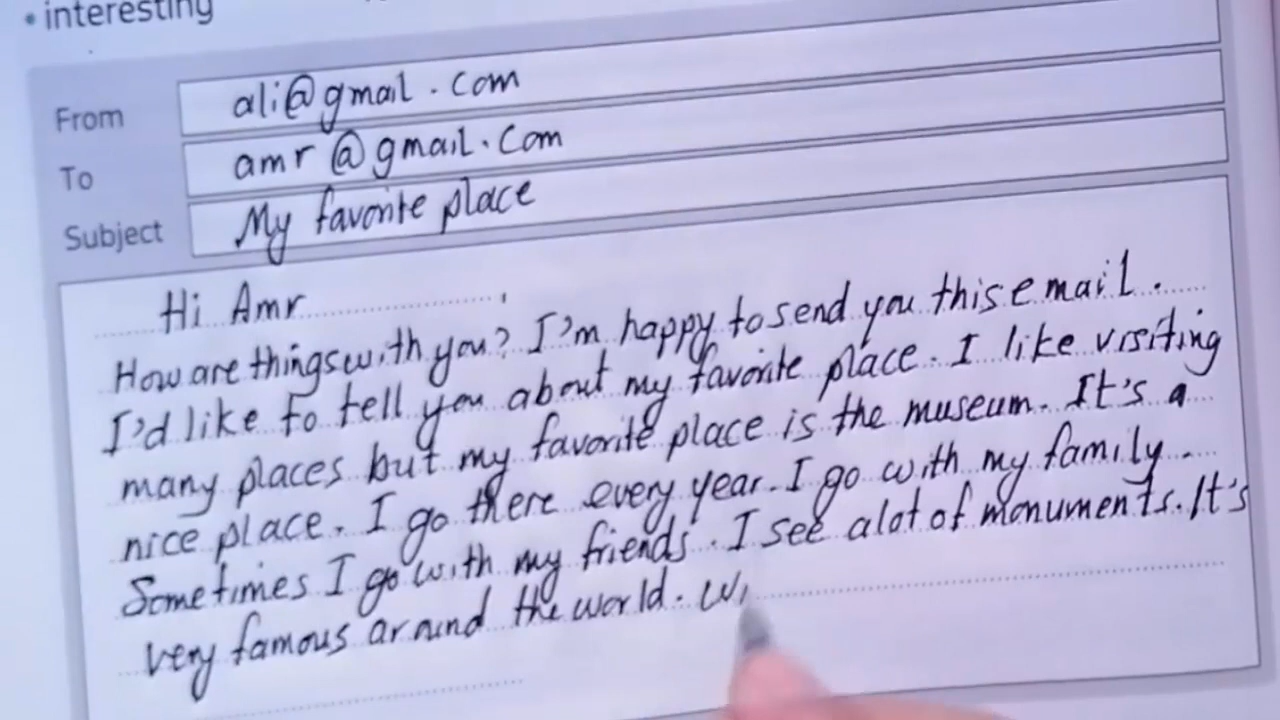 • interesting
From ali@gmail.com
To amr@gmail.com
Subject My favorite place
Hi Amr
How are things with you? I'm happy to send you this email.
I'd like to tell you about my favorite place. I like visiting
many places but my favorite place is the museum. It's a
nice place. I go there every year. I go with my family.
Sometimes I go with my friends. I see a lot of monuments. It's
very famous around the world. Wi